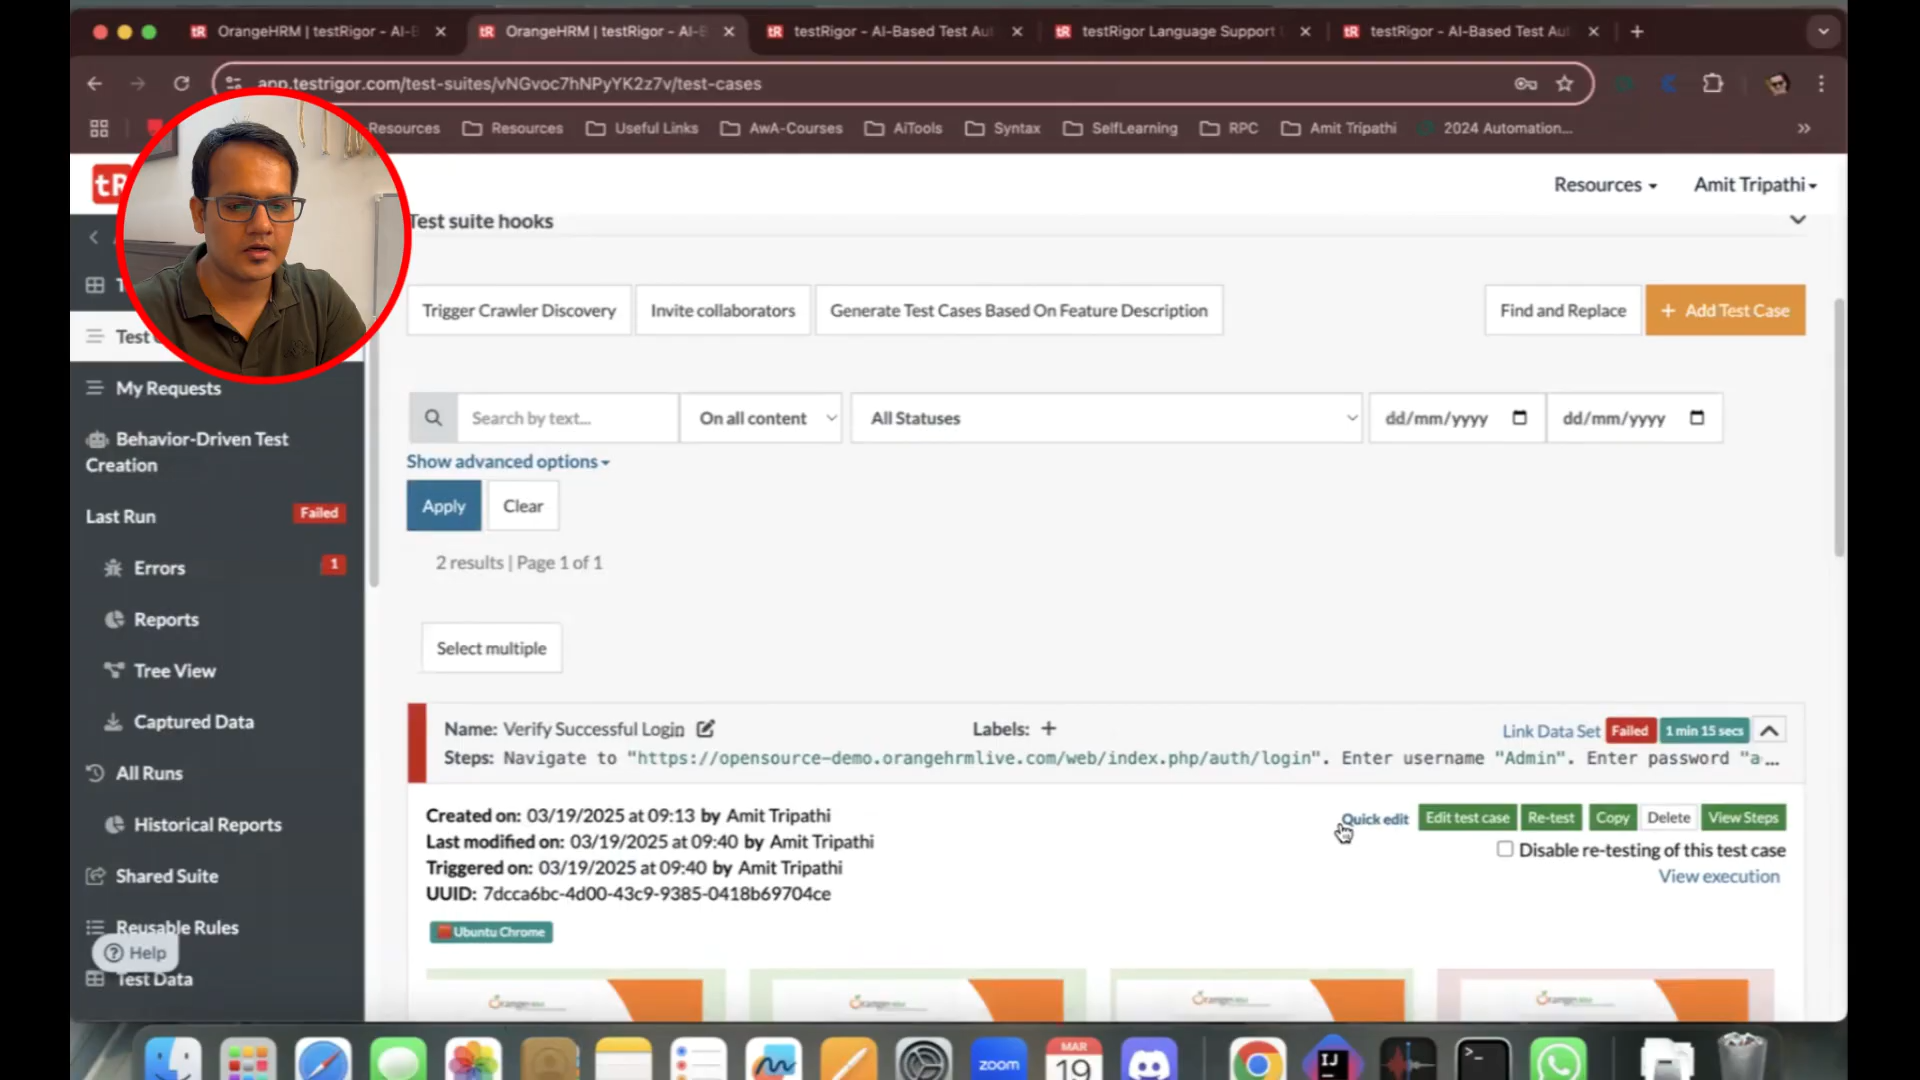 OrangeHRM | testRigor - AI-
OrangeHRM | testRigor - AI-
testRigor - AI-Based Test Aut
testRigor Language Support
testRigor - AI-Based Test Aut
app.testrigor.com/test-suites/vNGvoc7hNPyYK2z7v/test-cases
Resources
Resources
Useful Links
AwA-Courses
AiTools
Syntax
SelfLearning
RPC
Amit Tripathi
2024 Automation...
tR
Resources
Amit Tripathi
Test suite hooks
Trigger Crawler Discovery
Invite collaborators
Generate Test Cases Based On Feature Description
Find and Replace
+ Add Test Case
Test
My Requests
Behavior-Driven Test
Creation
Last Run
Failed
Errors
1
Reports
Tree View
Captured Data
All Runs
Historical Reports
Shared Suite
Reusable Rules
Help
Test Data
Search by text...
On all content
All Statuses
dd/mm/yyyy
dd/mm/yyyy
Show advanced options
Apply
Clear
2 results | Page 1 of 1
Select multiple
Name: Verify Successful Login
Labels: +
Link Data Set
Failed
1 min 15 secs
Steps: Navigate to "https://opensource-demo.orangehrmlive.com/web/index.php/auth/login". Enter username "Admin". Enter password "a...
Created on: 03/19/2025 at 09:13 by Amit Tripathi
Last modified on: 03/19/2025 at 09:40 by Amit Tripathi
Triggered on: 03/19/2025 at 09:40 by Amit Tripathi
UUID: 7dcca6bc-4d00-43c9-9385-0418b69704ce
Quick edit
Edit test case
Re-test
Copy
Delete
View Steps
Disable re-testing of this test case
View execution
Ubuntu Chrome
zoom
MAR
19
IJ